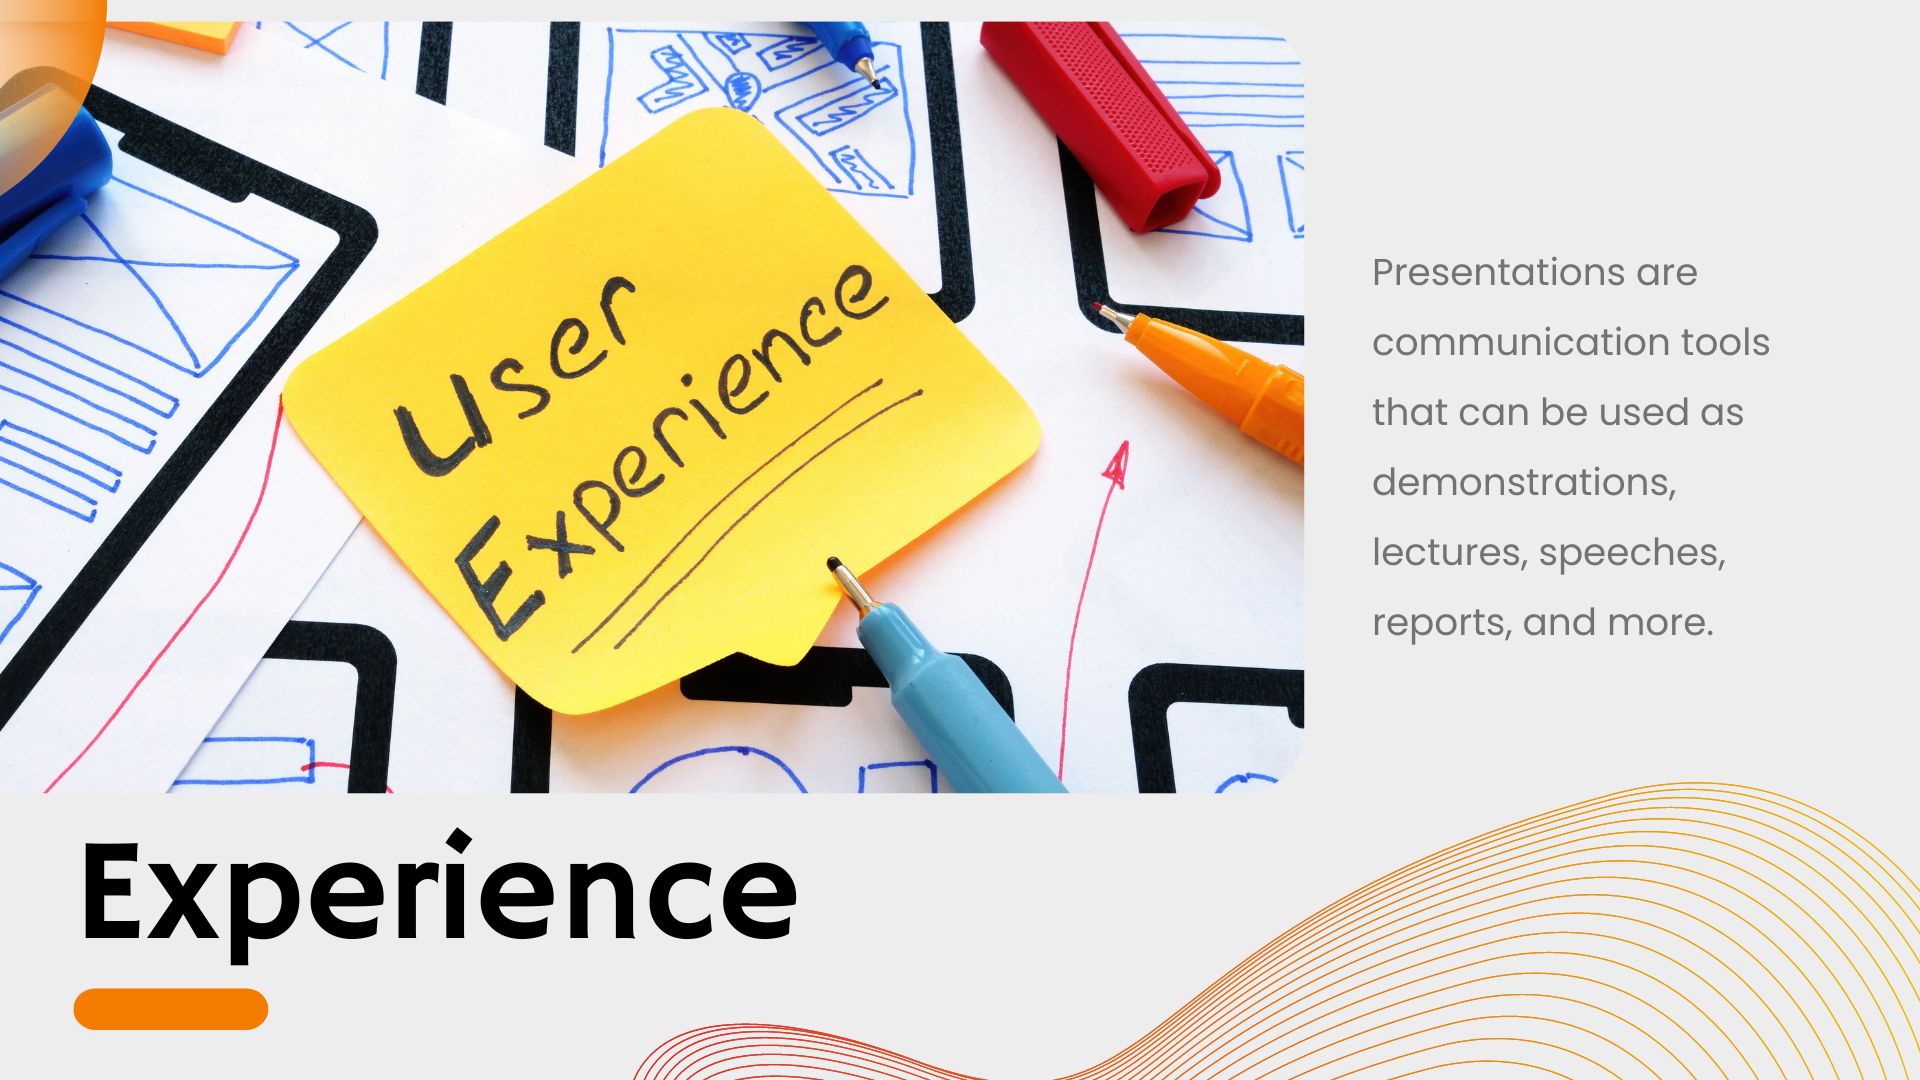 User
Experience
Presentations are
communication tools
that can be used as
demonstrations,
lectures, speeches,
reports, and more.
Experience